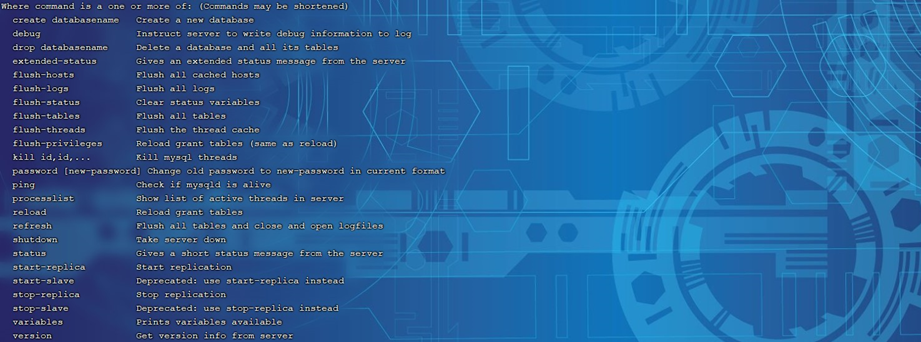 Where command is a one or more of: (Commands may be shortened)
create databasename Create a new database
debug Instruct server to write debug information to log
drop databasename Delete a database and all its tables
extended-status Gives an extended status message from the server
flush-hosts Flush all cached hosts
flush-logs Flush all logs
flush-status Clear status variables
flush-tables Flush all tables
flush-threads Flush the thread cache
flush-privileges Reload grant tables (same as reload)
kill id,id,... Kill mysql threads
password [new-password] Change old password to new-password in current format
ping Check if mysqld is alive
processlist Show list of active threads in server
reload Reload grant tables
refresh Flush all tables and close and open logfiles
shutdown Take server down
status Gives a short status message from the server
start-replica Start replication
start-slave Deprecated: use start-replica instead
stop-replica Stop replication
stop-slave Deprecated: use stop-replica instead
variables Prints variables available
version Get version info from server